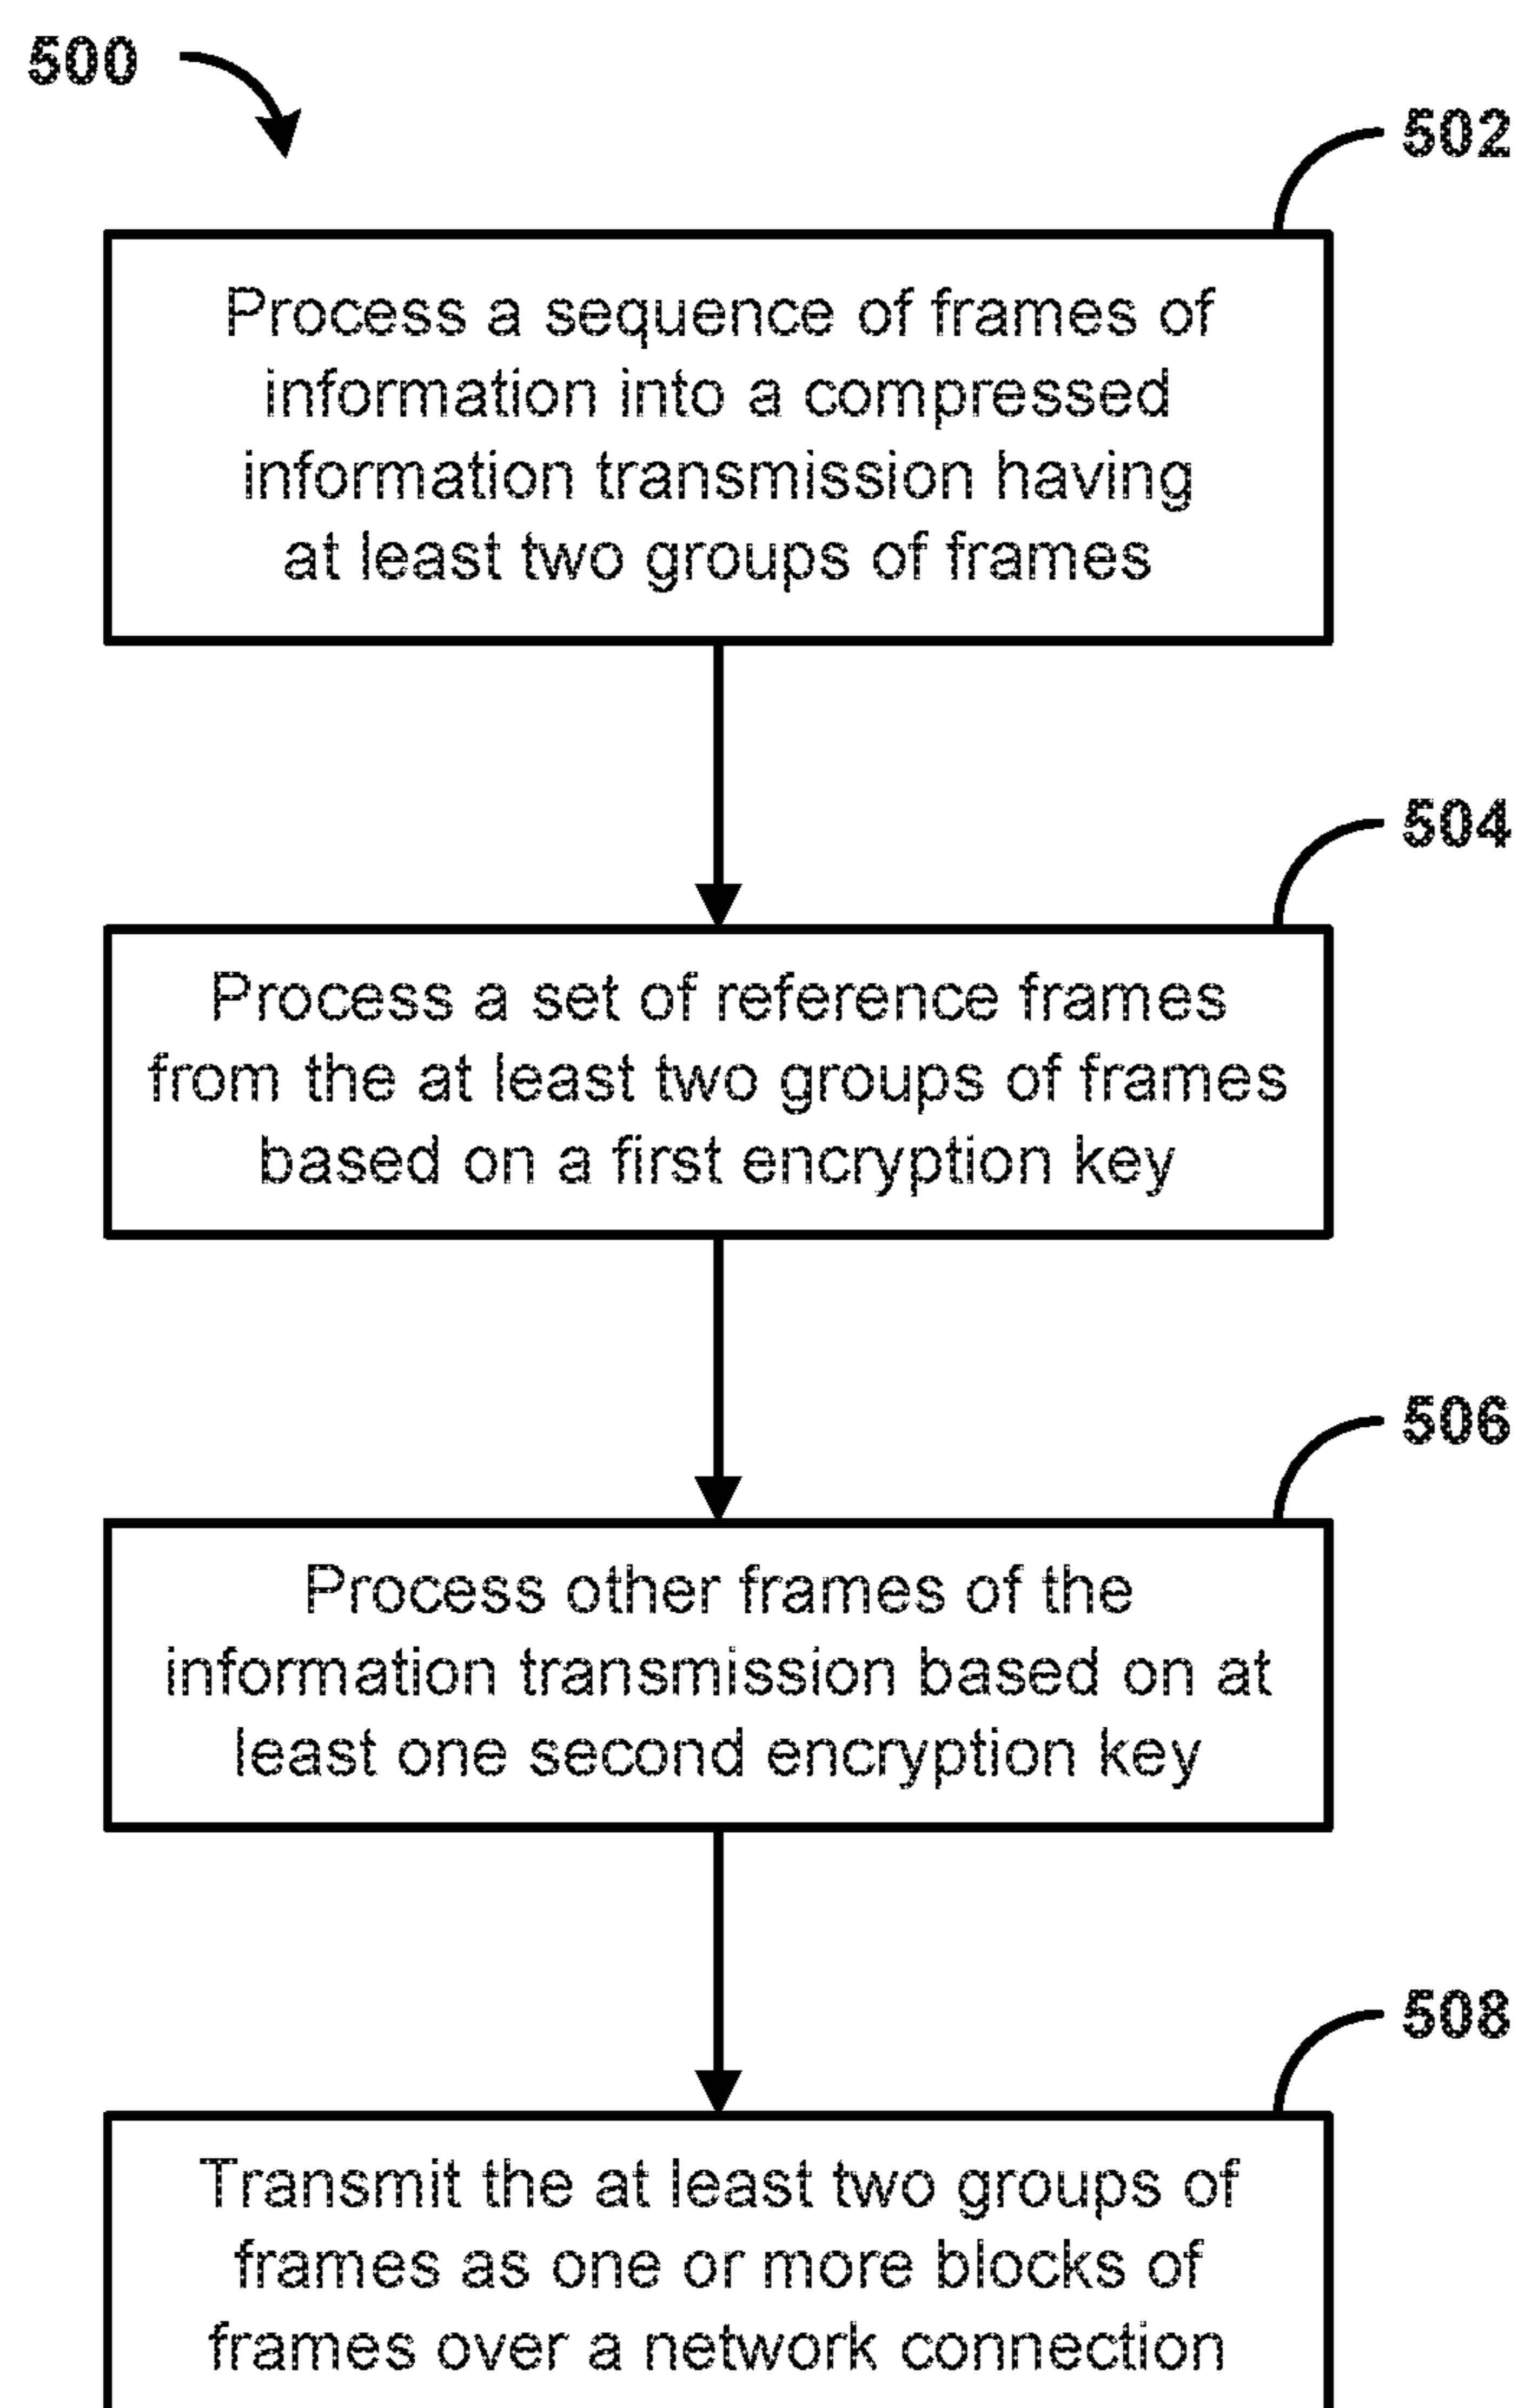 500
502
Process a sequence of frames of
information into a compressed
information transmission having
at least two groups of frames
504
Process a set of reference frames
from the at least two groups of frames
based on a first encryption key
506
Process other frames of the
information transmission based on at
least one second encryption key
508
Transmit the at least two groups of
frames as one or more blocks of
frames over a network connection